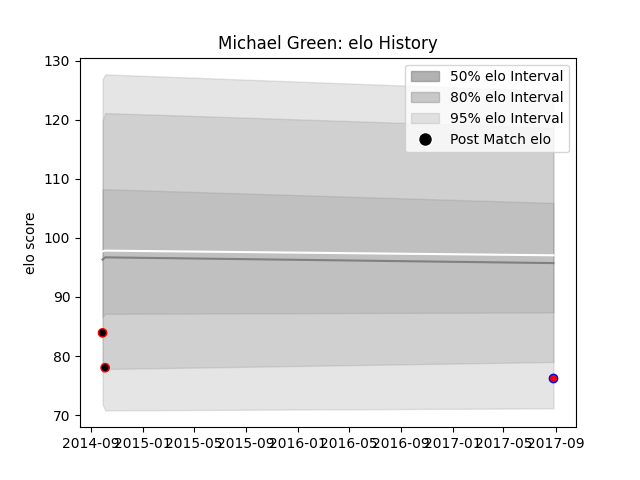 Michael Green: elo History
130
120
110
100
90
80
70
elo score
50% elo Interval
80% elo Interval
95% elo Interval
Post Match elo
2014-09 2015-01 2015-05 2015-09 2016-01 2016-05 2016-09 2017-01 2017-05 2017-09